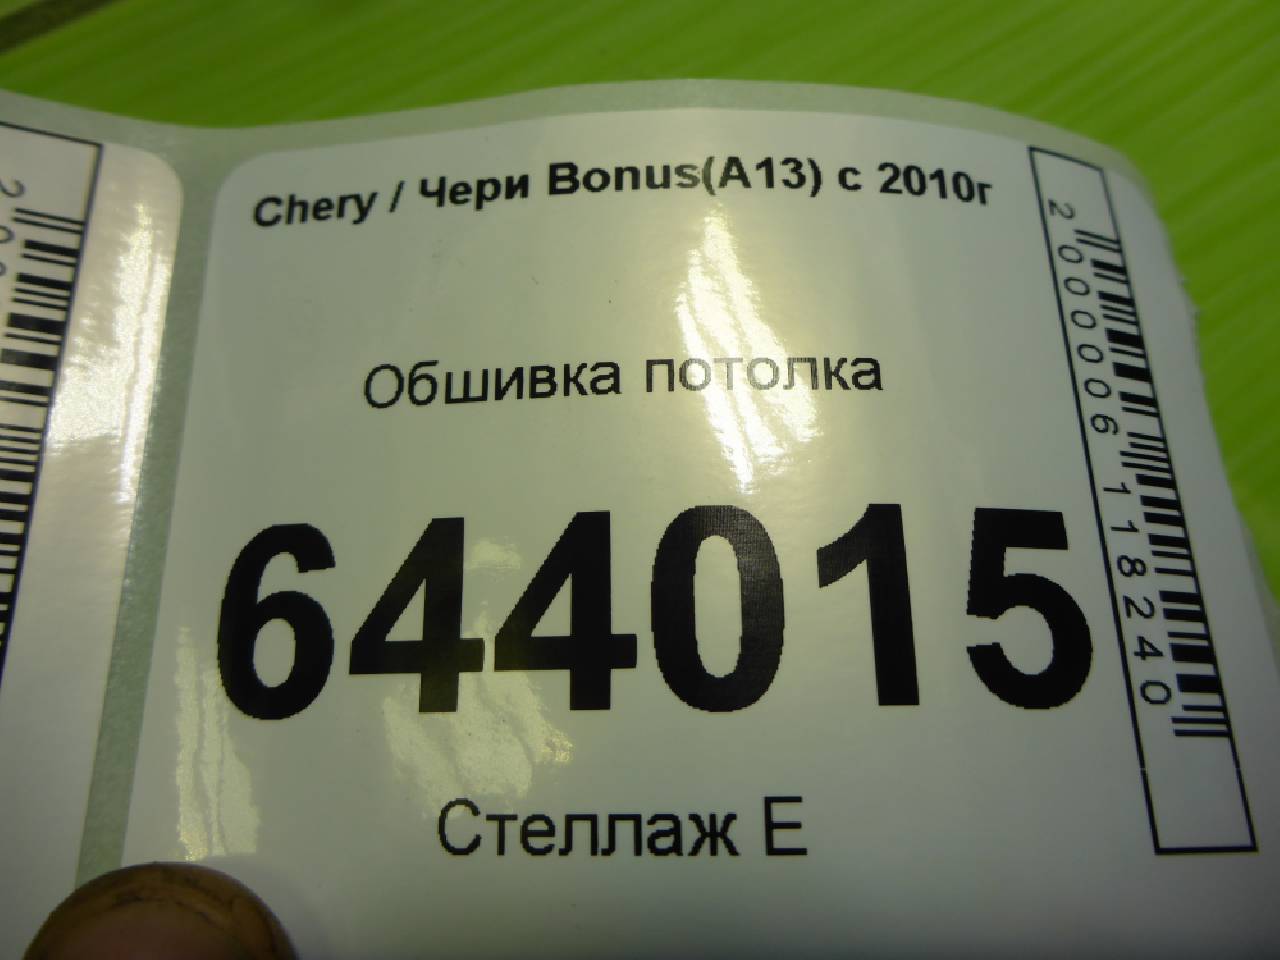 Chery / Чери Bonus(A13) с 2010г
Обшивка потолка
644015
Стеллаж Е
2000006118240